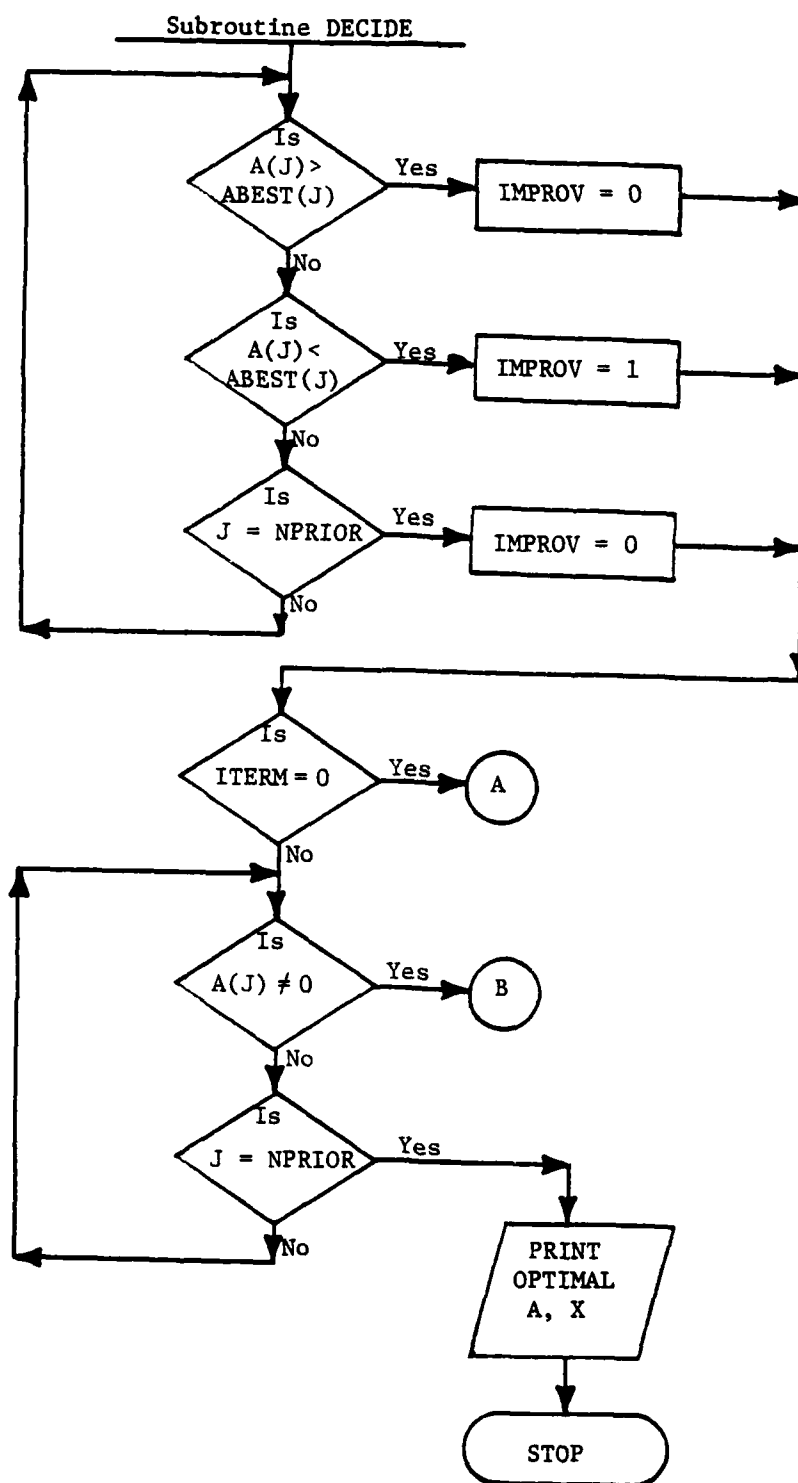 Subroutine DECIDE
Is
A(J)>
ABEST(J)
Yes
IMPROV = 0
No
Is
A(J)<
ABEST(J)
Yes
IMPROV = 1
No
Is
J = NPRIOR
Yes
IMPROV = 0
No
Is
ITERM = 0
Yes
A
No
Is
A(J) ≠ 0
Yes
B
No
Is
J = NPRIOR
Yes
No
PRINT
OPTIMAL
A, X
STOP